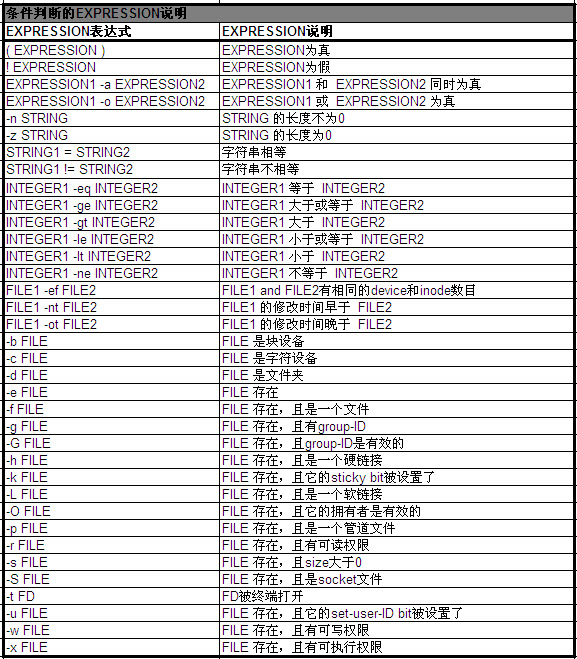 条件判断的EXPRESSION说明
EXPRESSION表达式 EXPRESSION说明
( EXPRESSION ) EXPRESSION为真
! EXPRESSION EXPRESSION为假
EXPRESSION1 -a EXPRESSION2 EXPRESSION1 和 EXPRESSION2 同时为真
EXPRESSION1 -o EXPRESSION2 EXPRESSION1 或 EXPRESSION2 为真
-n STRING STRING 的长度不为0
-z STRING STRING 的长度为0
STRING1 = STRING2 字符串相等
STRING1 != STRING2 字符串不相等
INTEGER1 -eq INTEGER2 INTEGER1 等于 INTEGER2
INTEGER1 -ge INTEGER2 INTEGER1 大于或等于 INTEGER2
INTEGER1 -gt INTEGER2 INTEGER1 大于 INTEGER2
INTEGER1 -le INTEGER2 INTEGER1 小于或等于 INTEGER2
INTEGER1 -lt INTEGER2 INTEGER1 小于 INTEGER2
INTEGER1 -ne INTEGER2 INTEGER1 不等于 INTEGER2
FILE1 -ef FILE2 FILE1 and FILE2有相同的device和inode数目
FILE1 -nt FILE2 FILE1 的修改时间早于 FILE2
FILE1 -ot FILE2 FILE1 的修改时间晚于 FILE2
-b FILE FILE 是块设备
-c FILE FILE 是字符设备
-d FILE FILE 是文件夹
-e FILE FILE 存在
-f FILE FILE 存在，且是一个文件
-g FILE FILE 存在，且有group-ID
-G FILE FILE 存在，且group-ID是有效的
-h FILE FILE 存在，且是一个硬链接
-k FILE FILE 存在，且它的sticky bit被设置了
-L FILE FILE 存在，且是一个软链接
-O FILE FILE 存在，且它的拥有者是有效的
-p FILE FILE 存在，且是一个管道文件
-r FILE FILE 存在，且有可读权限
-s FILE FILE 存在，且size大于0
-S FILE FILE 存在，且是socket文件
-t FD FD被终端打开
-u FILE FILE 存在，且它的set-user-ID bit被设置了
-w FILE FILE 存在，且有可写权限
-x FILE FILE 存在，且有可执行权限